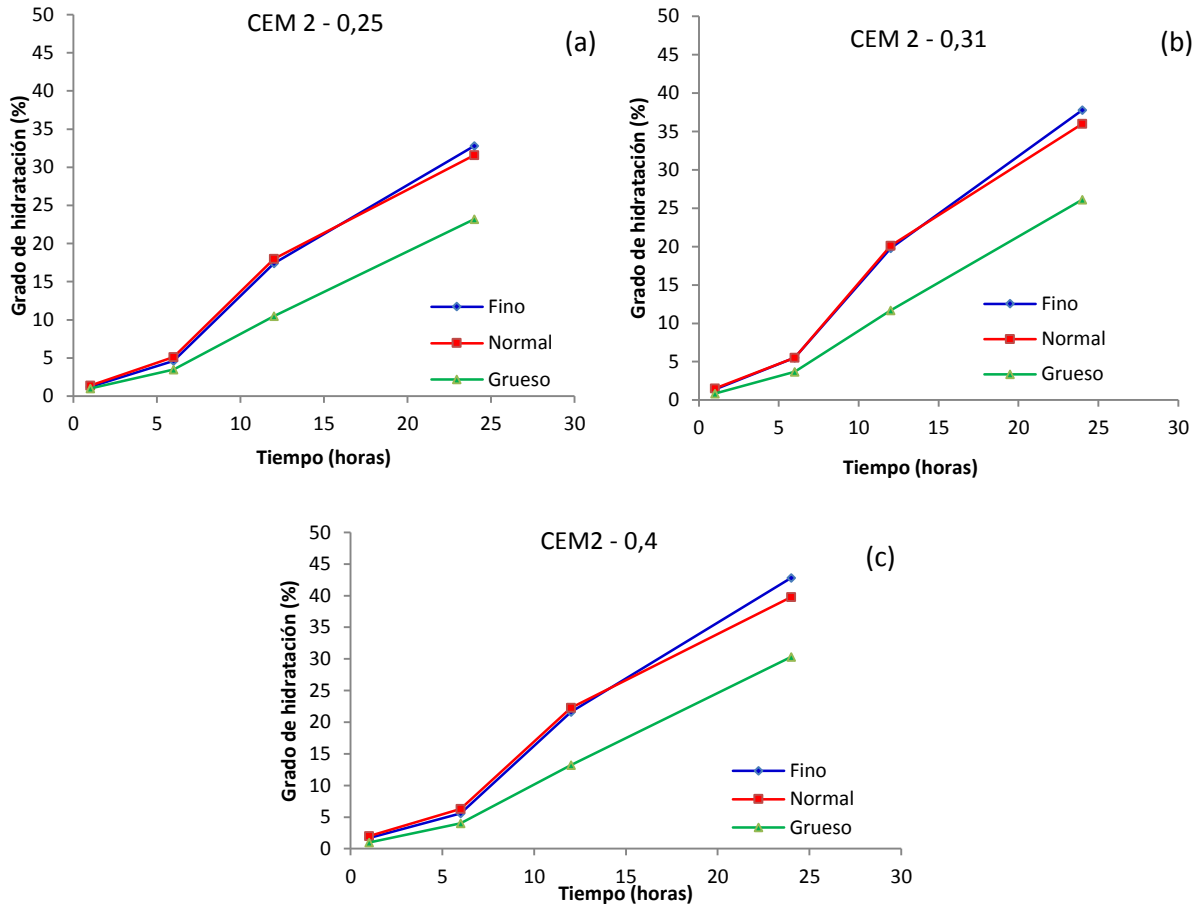 CEM 2 - 0,25
(a)
Grado de hidratación (%)
50
45
40
35
30
25
20
15
10
5
0
Fino
Normal
Grueso
0 5 10 15 20 25 30
Tiempo (horas)
CEM 2 - 0,31
(b)
Grado de hidratación (%)
50
45
40
35
30
25
20
15
10
5
0
Fino
Normal
Grueso
0 5 10 15 20 25 30
Tiempo (horas)
CEM2 - 0,4
(c)
Grado de hidratación (%)
50
45
40
35
30
25
20
15
10
5
0
Fino
Normal
Grueso
0 5 10 15 20 25 30
Tiempo (horas)